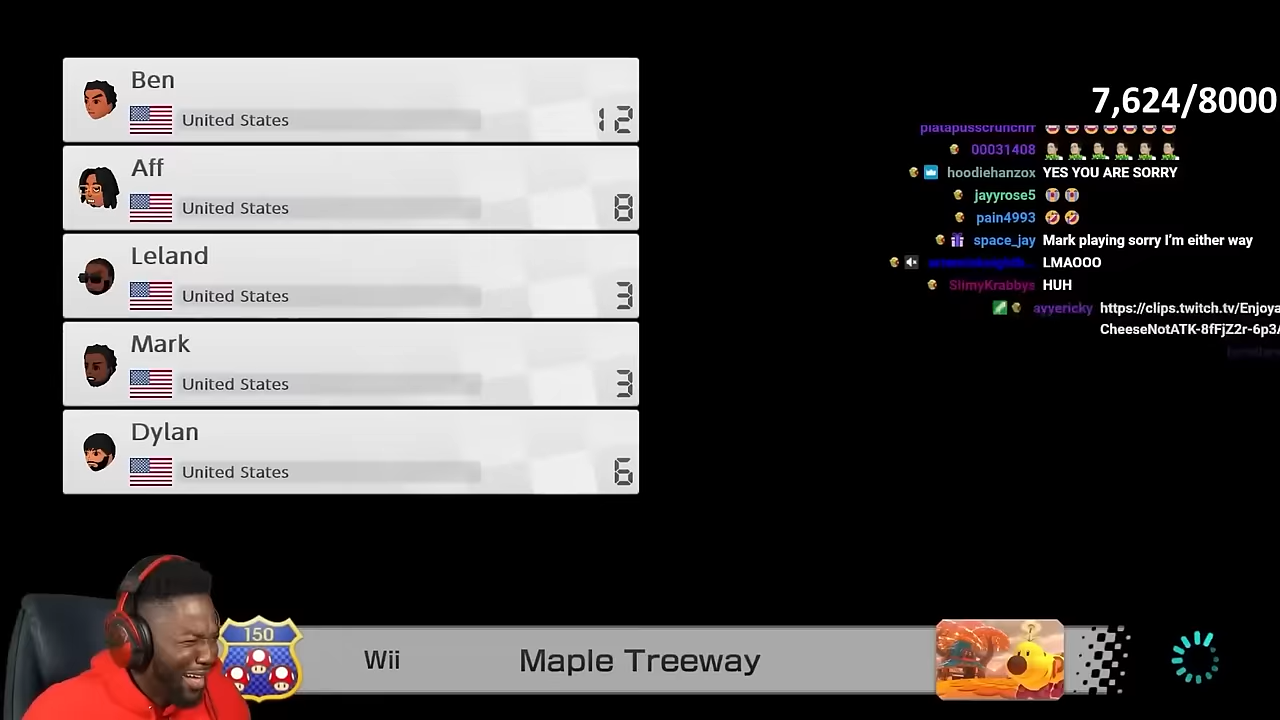 Ben
United States
12
Aff
United States
8
Leland
United States
3
Mark
United States
3
Dylan
United States
6
7,624/8000
platapusscrunchrr
00031408
hoodiehanzox YES YOU ARE SORRY
jayyrose5
pain4993
space_jay Mark playing sorry I'm either way
LMAOOO
SlimyKrabbys HUH
avyericky https://clips.twitch.tv/Enjoya
CheeseNotATK-8fFjZ2r-6p3
150
Wii
Maple Treeway